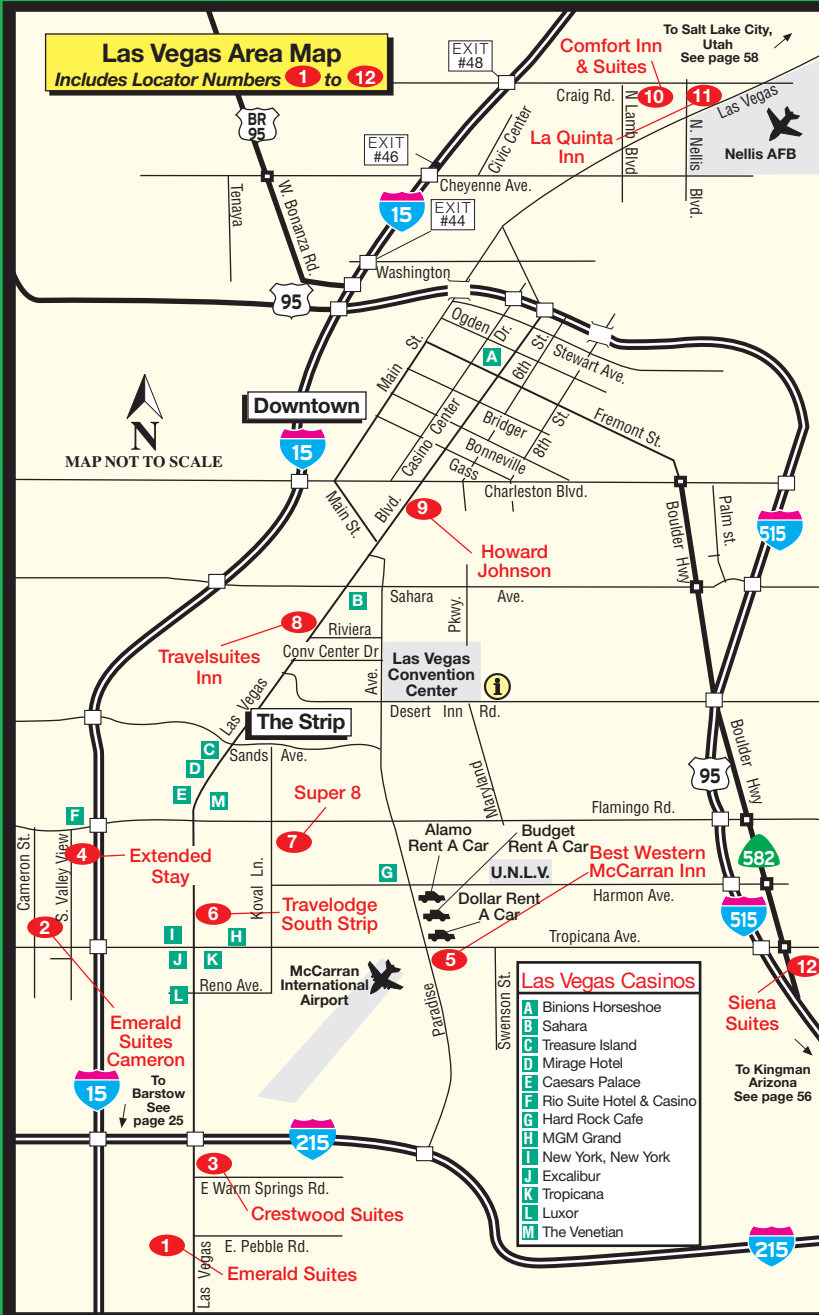 Las Vegas Area Map
Includes Locator Numbers 1 to 12
EXIT
#48
Comfort Inn
& Suites
To Salt Lake City,
Utah
See page 58
Craig Rd.
N Lamb Blvd
10
11
Las Vegas
N. Nellis Blvd.
Nellis AFB
La Quinta
Inn
BR
95
EXIT
#46
Civic Center
Cheyenne Ave.
Tenaya
W. Bonanza Rd.
15
EXIT
#44
Washington
95
Ogden
Dr.
Main St.
A
6th St.
Stewart Ave.
Downtown
N
MAP NOT TO SCALE
15
Casino Center
Bridger
8th St.
Fremont St.
Bonneville
Gass
Charleston Blvd.
Main St.
Blvd.
9
Howard
Johnson
Boulder Hwy
Palm st.
515
B
Sahara Ave.
Pkwy.
8
Riviera
Travelsuites
Inn
Conv Center Dr
Ave.
Las Vegas
Convention
Center
i
Las Vegas
Desert Inn Rd.
The Strip
C
Sands Ave.
D
E
M
Boulder Hwy
95
Super 8
Maryland
Flamingo Rd.
F
Cameron St.
S. Valley View
4
Extended
Stay
7
Koval Ln.
Alamo
Rent A Car
Budget
Rent A Car
Best Western
McCarran Inn
582
G
U.N.L.V.
Harmon Ave.
Dollar Rent
A Car
2
6
Travelodge
South Strip
515
I
H
Tropicana Ave.
J
K
5
12
McCarran
International
Airport
Reno Ave.
L
Paradise
Swenson St.
Siena
Suites
Emerald
Suites
Cameron
Las Vegas Casinos
A Binions Horseshoe
B Sahara
C Treasure Island
D Mirage Hotel
E Caesars Palace
F Rio Suite Hotel & Casino
G Hard Rock Cafe
H MGM Grand
I New York, New York
J Excalibur
K Tropicana
L Luxor
M The Venetian
To Kingman
Arizona
See page 56
15
To
Barstow
See
page 25
215
3
E Warm Springs Rd.
Crestwood Suites
1
E. Pebble Rd.
Emerald Suites
Las Vegas
215